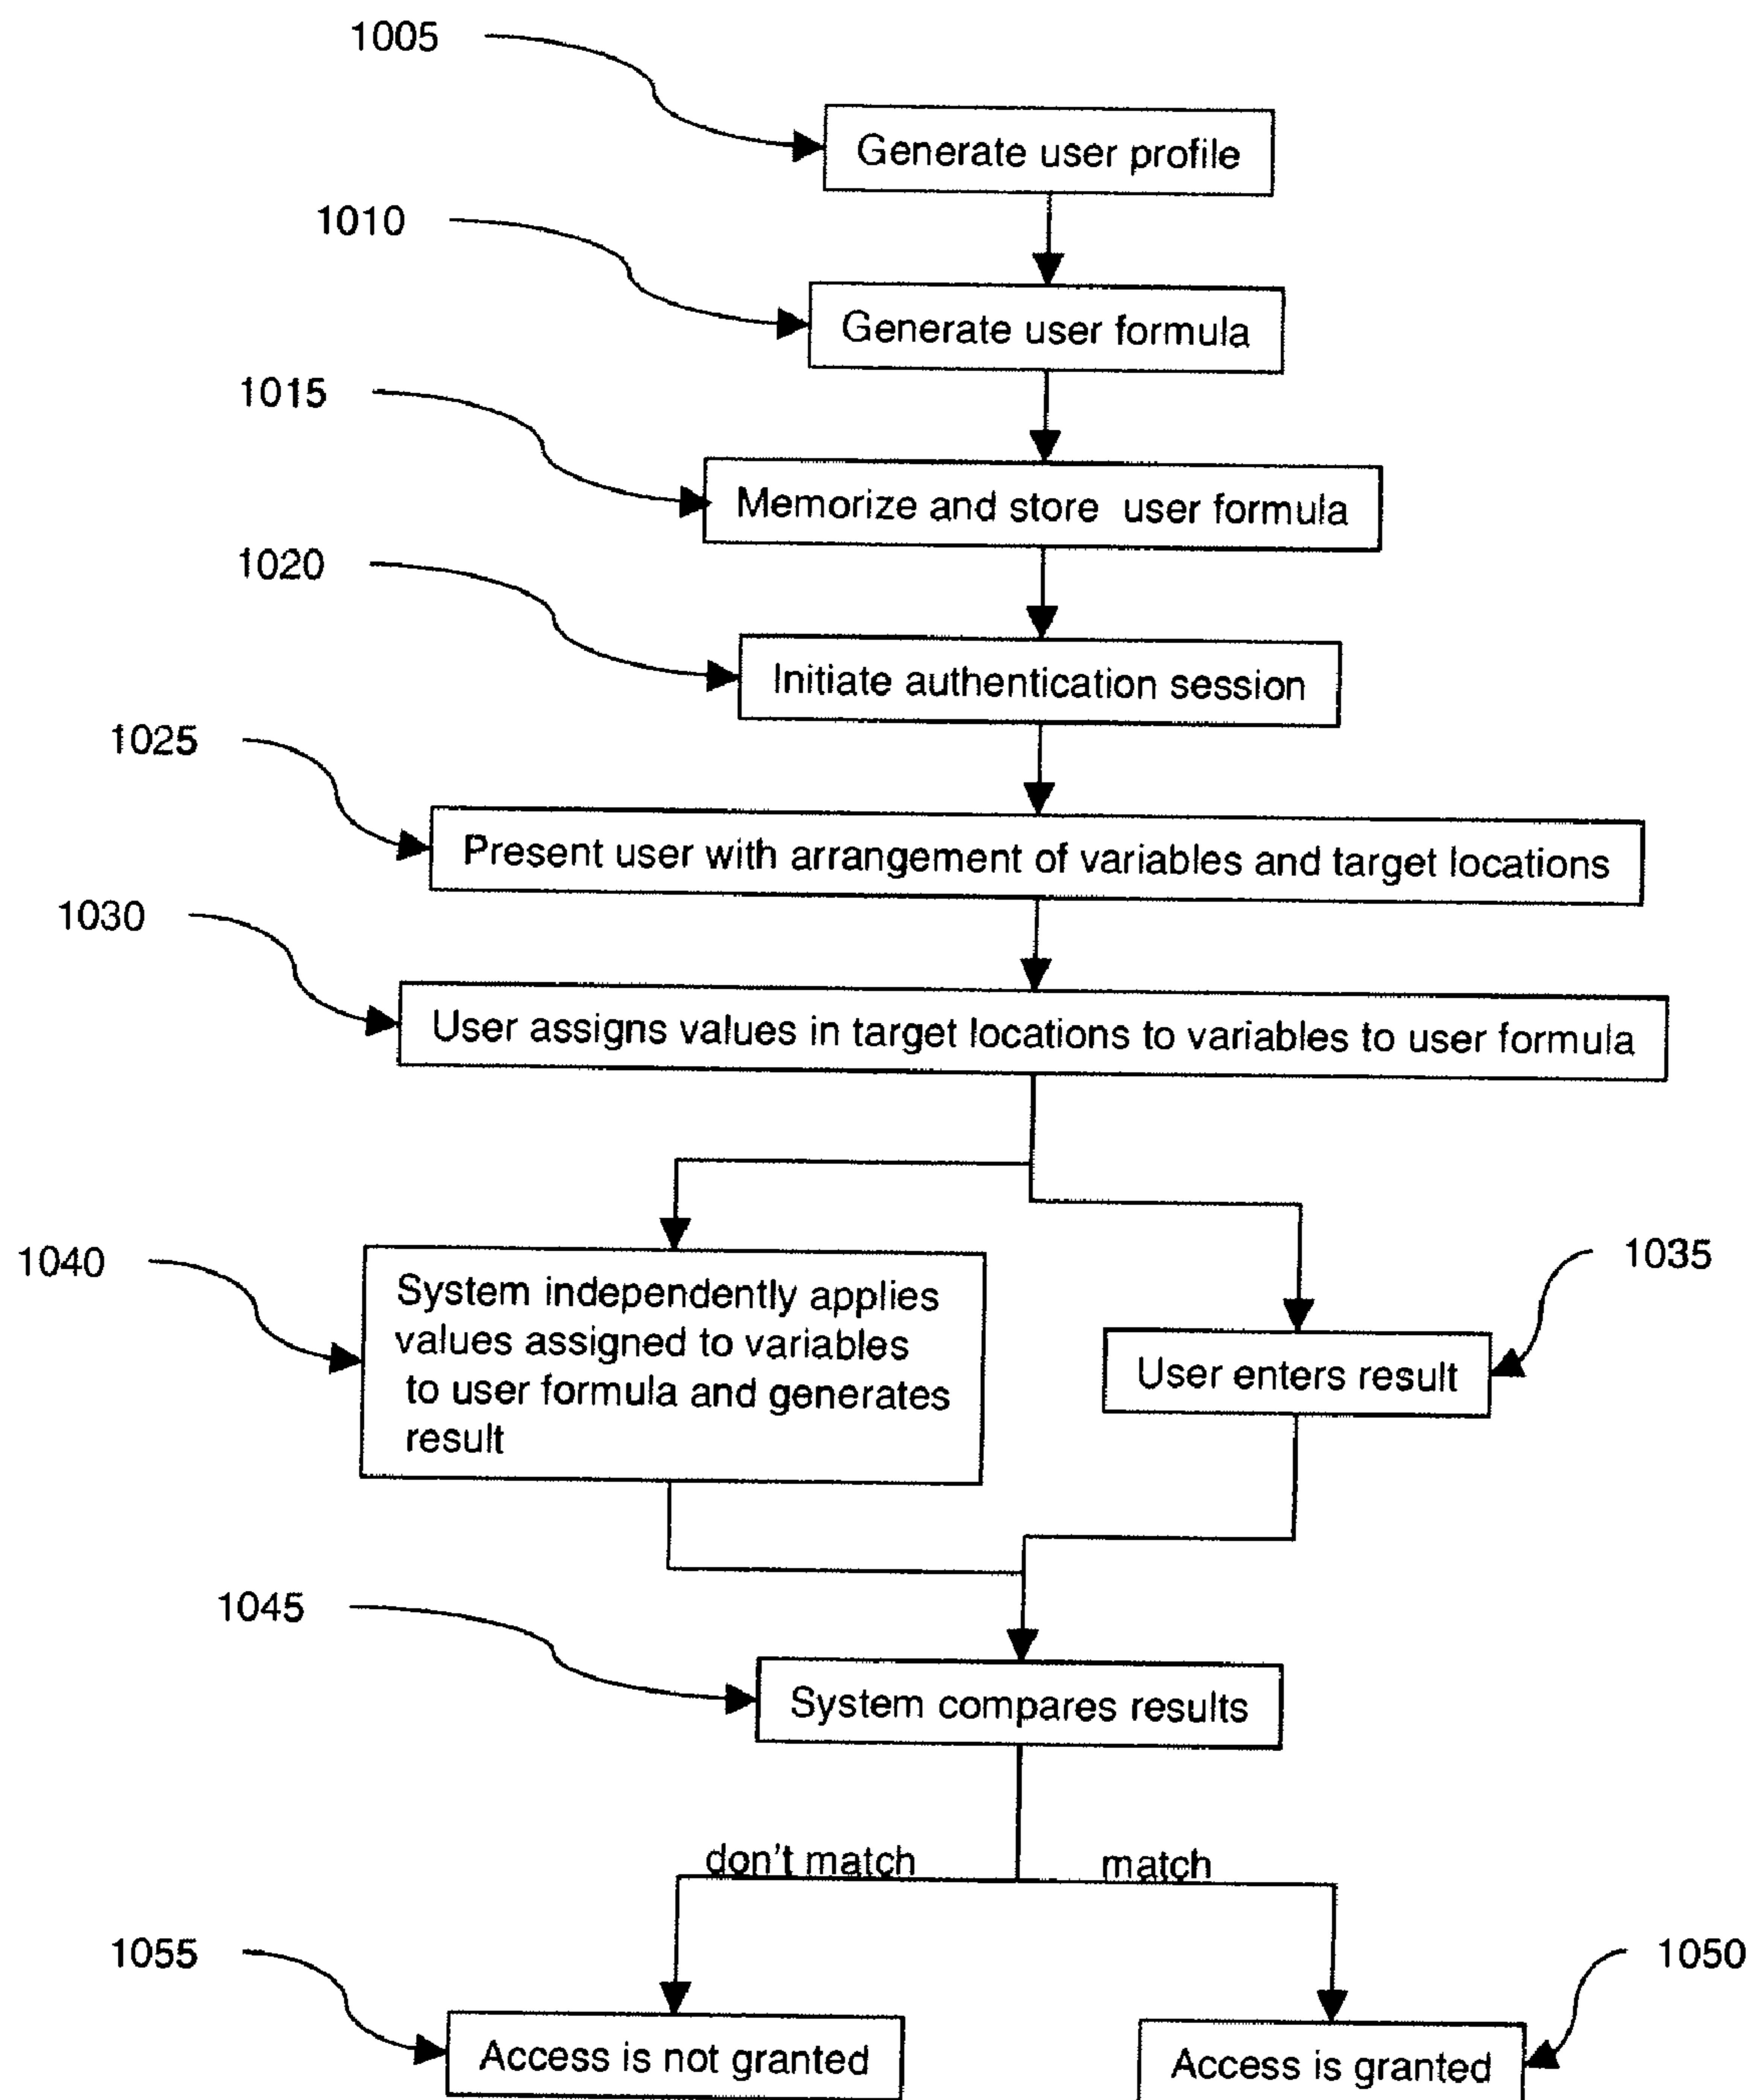 1005
Generate user profile
1010
Generate user formula
1015
Memorize and store user formula
1020
Initiate authentication session
1025
Present user with arrangement of variables and target locations
1030
User assigns values in target locations to variables to user formula
1040
System independently applies
values assigned to variables
to user formula and generates
result
1035
User enters result
1045
System compares results
don't match
match
1055
Access is not granted
1050
Access is granted